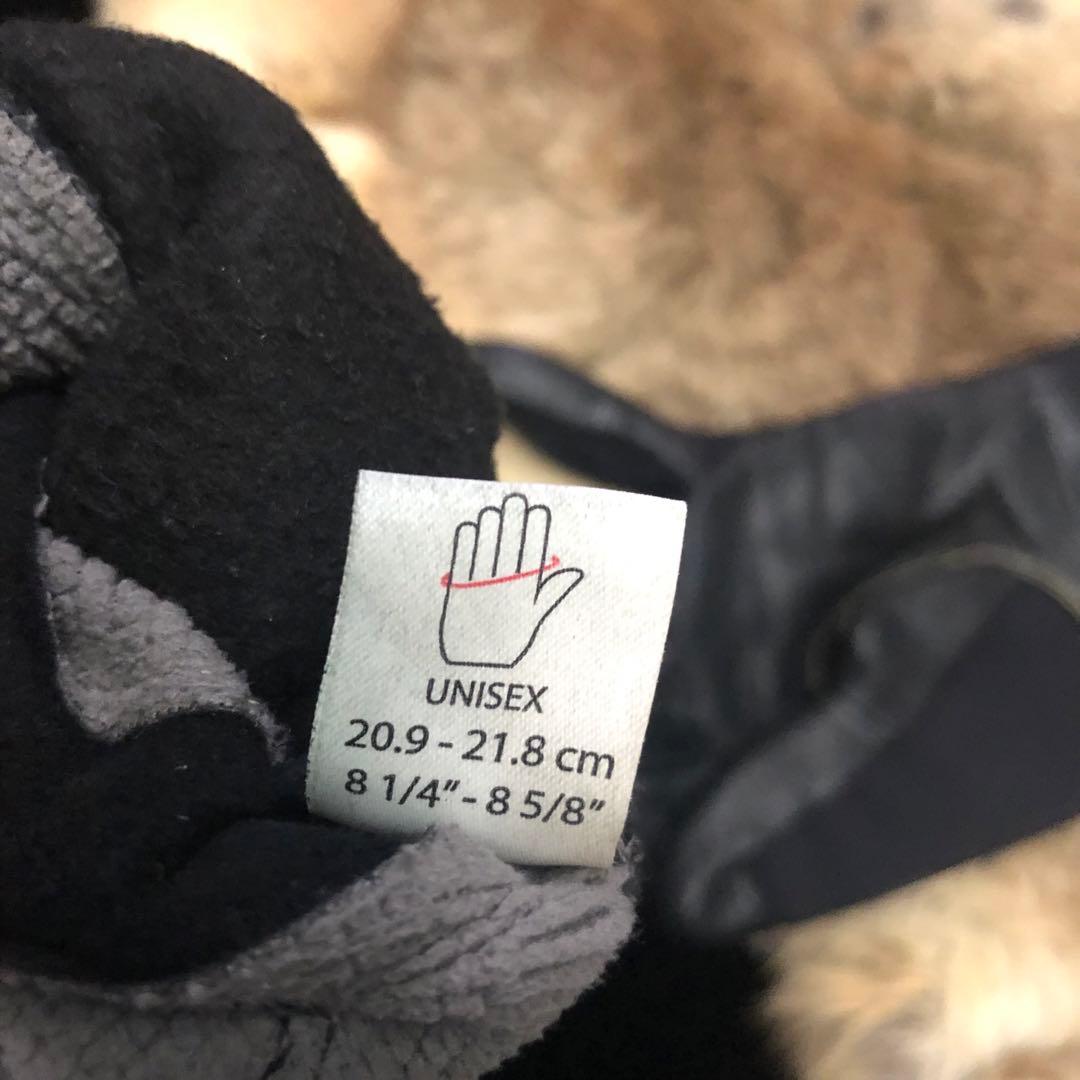 UNISEX
20.9 - 21.8 cm
8 1/4" - 8 5/8"